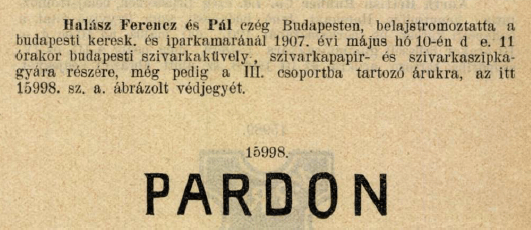 Halász Ferencz és Pál czég Budapesten, belajstromoztatta a
budapesti keresk. és iparkamaránál 1907. évi május hó 10-én d e. 11
órakor budapesti szivarkaküvely, szivarkapapir- és szivarkaszipka-
gyára részére, még pedig a III. csoportba tartozó árukra, az itt
15998. sz. a. ábrázolt védjegyét.
15998.
PARDON